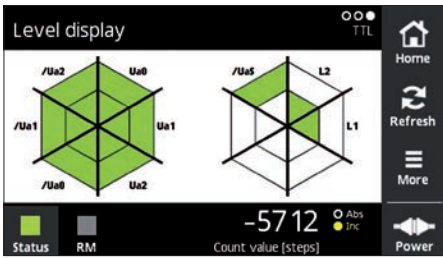 Level display
TTL
Home
Refresh
More
Power
/Ua2
Ua0
/Ua1
Ua1
/Ua0
Ua2
/UaS
L2
L1
Status
RM
-5712
Abs
Inc
Count value [steps]